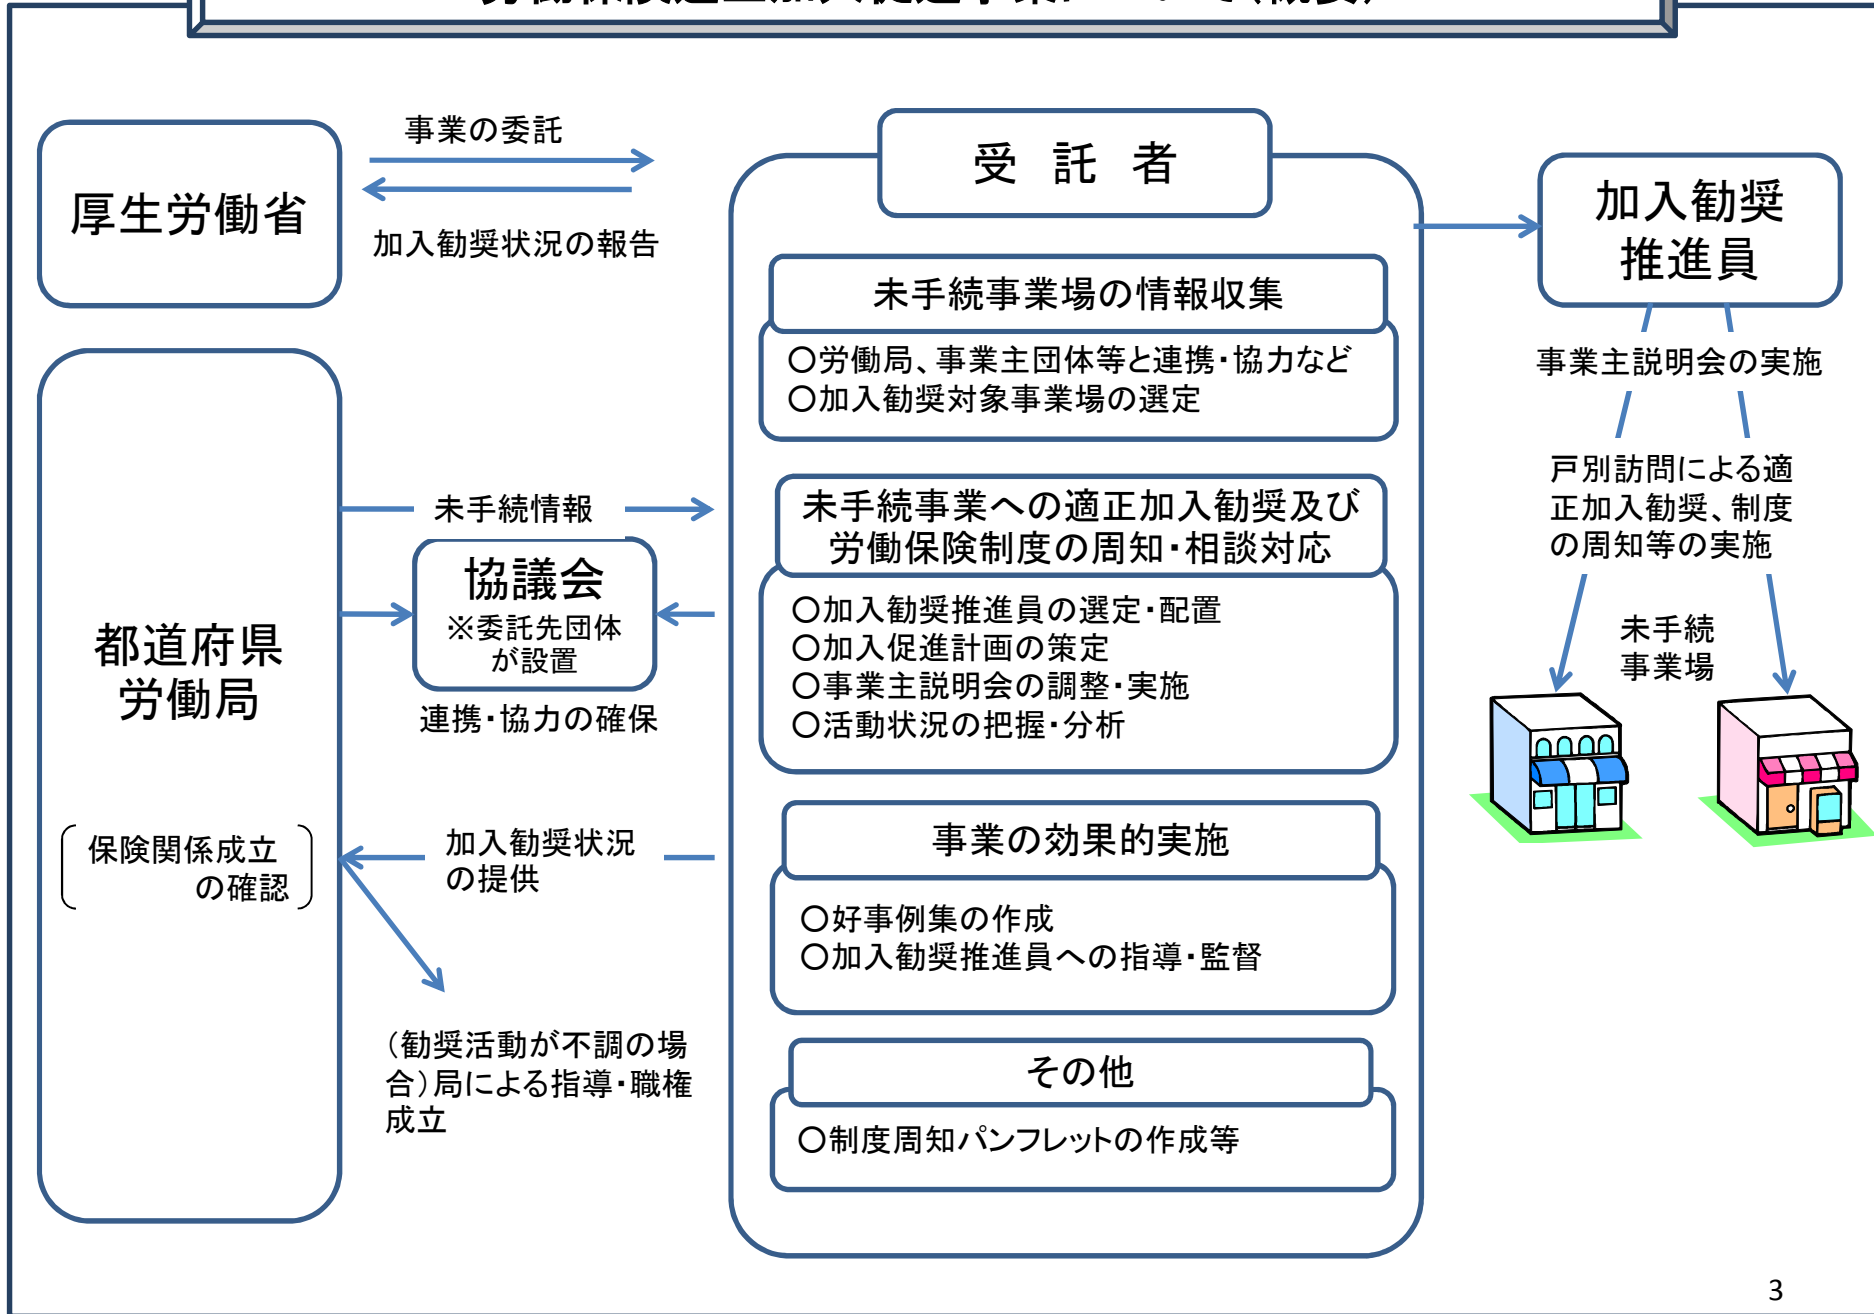 厚生労働省
事業の委託
加入勧奨状況の報告
都道府県
労働局
保険関係成立
の確認
未手続情報
協議会
※委託先団体
が設置
連携・協力の確保
加入勧奨状況
の提供
(勧奨活動が不調の場
合)局による指導・職権
成立
受 託 者
未手続事業場の情報収集
○労働局、事業主団体等と連携・協力など
○加入勧奨対象事業場の選定
未手続事業への適正加入勧奨及び
労働保険制度の周知・相談対応
○加入勧奨推進員の選定・配置
○加入促進計画の策定
○事業主説明会の調整・実施
○活動状況の把握・分析
事業の効果的実施
○好事例集の作成
○加入勧奨推進員への指導・監督
その他
○制度周知パンフレットの作成等
加入勧奨
推進員
事業主説明会の実施
戸別訪問による適
正加入勧奨、制度
の周知等の実施
未手続
事業場
3